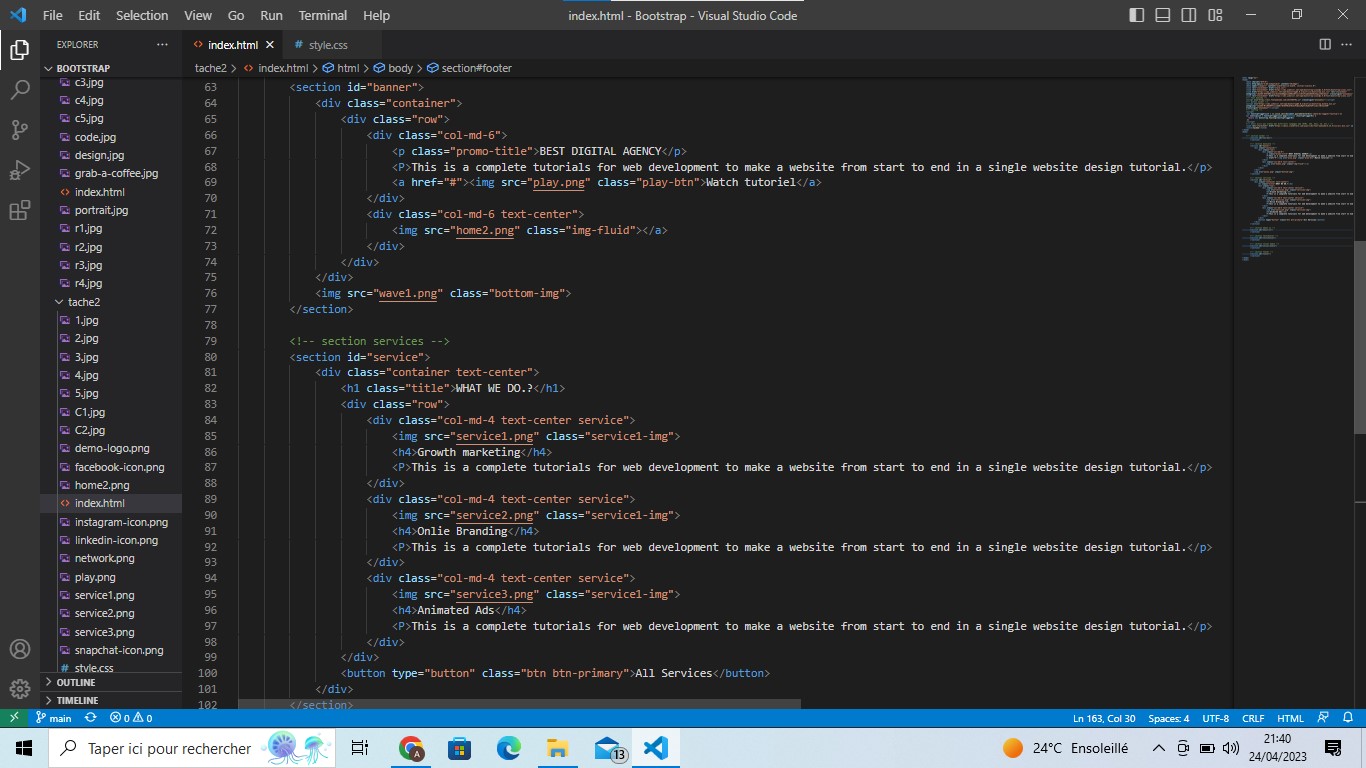 File Edit Selection View Go Run Terminal Help
index.html - Bootstrap - Visual Studio Code
EXPLORER
BOOTSTRAP
c3.jpg
c4.jpg
c5.jpg
code.jpg
design.jpg
grab-a-coffee.jpg
index.html
portrait.jpg
r1.jpg
r2.jpg
r3.jpg
r4.jpg
tache2
1.jpg
2.jpg
3.jpg
4.jpg
5.jpg
C1.jpg
C2.jpg
demo-logo.png
facebook-icon.png
home2.png
index.html
instagram-icon.png
linkedin-icon.png
network.png
play.png
service1.png
service2.png
service3.png
snapchat-icon.png
# style.css
OUTLINE
TIMELINE
index.html
# style.css
tache2 > index.html > html > body > section#footer
63 <section id="banner">
64 <div class="container">
65 <div class="row">
66 <div class="col-md-6">
67 <p class="promo-title">BEST DIGITAL AGENCY</p>
68 <P>This is a complete tutorials for web development to make a website from start to end in a single website design tutorial.</p>
69 <a href="#"><img src="play.png" class="play-btn">Watch tutoriel</a>
70 </div>
71 <div class="col-md-6 text-center">
72 <img src="home2.png" class="img-fluid"></a>
73 </div>
74 </div>
75 </div>
76 <img src="wave1.png" class="bottom-img">
77 </section>
78
79 <!-- section services -->
80 <section id="service">
81 <div class="container text-center">
82 <h1 class="title">WHAT WE DO.?</h1>
83 <div class="row">
84 <div class="col-md-4 text-center service">
85 <img src="service1.png" class="service1-img">
86 <h4>Growth marketing</h4>
87 <P>This is a complete tutorials for web development to make a website from start to end in a single website design tutorial.</p>
88 </div>
89 <div class="col-md-4 text-center service">
90 <img src="service2.png" class="service1-img">
91 <h4>Onlie Branding</h4>
92 <P>This is a complete tutorials for web development to make a website from start to end in a single website design tutorial.</p>
93 </div>
94 <div class="col-md-4 text-center service">
95 <img src="service3.png" class="service1-img">
96 <h4>Animated Ads</h4>
97 <P>This is a complete tutorials for web development to make a website from start to end in a single website design tutorial.</p>
98 </div>
99 </div>
100 <button type="button" class="btn btn-primary">All Services</button>
101 </div>
102 </section>
main 0 0 Ln 163, Col 30 Spaces: 4 UTF-8 CRLF HTML
Taper ici pour rechercher
A
13
24°C Ensoleillé
21:40
24/04/2023